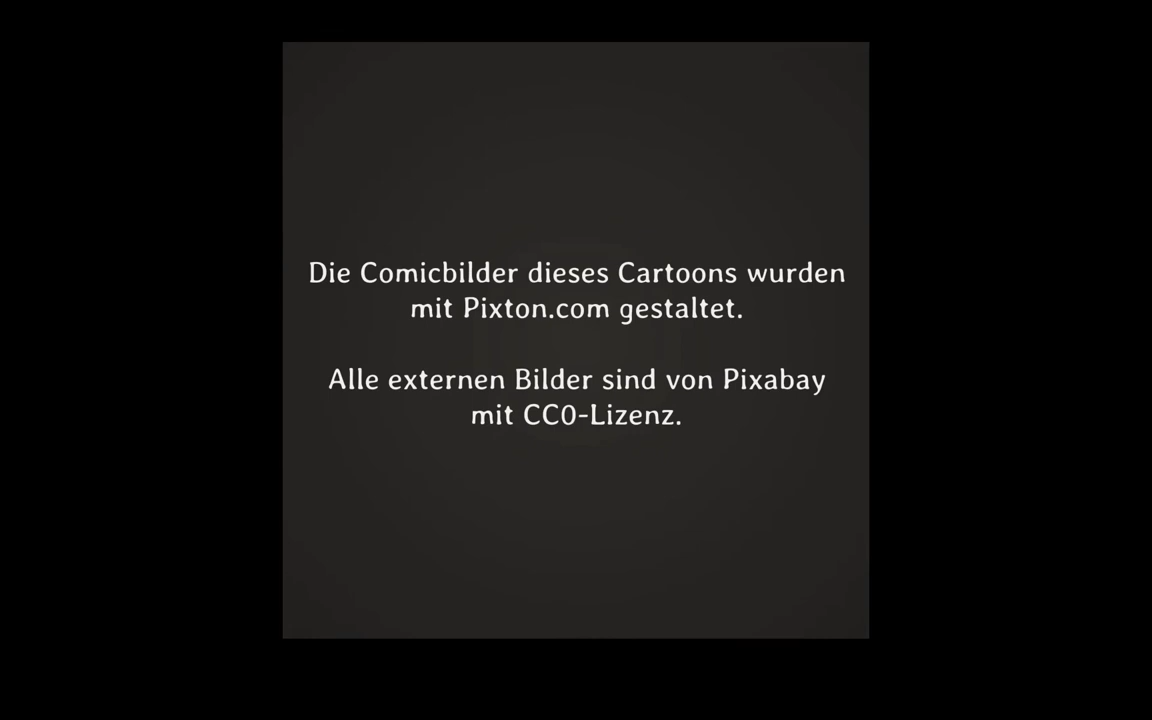 Die Comicbilder dieses Cartoons wurden
mit Pixton.com gestaltet.
Alle externen Bilder sind von Pixabay
mit CC0-Lizenz.